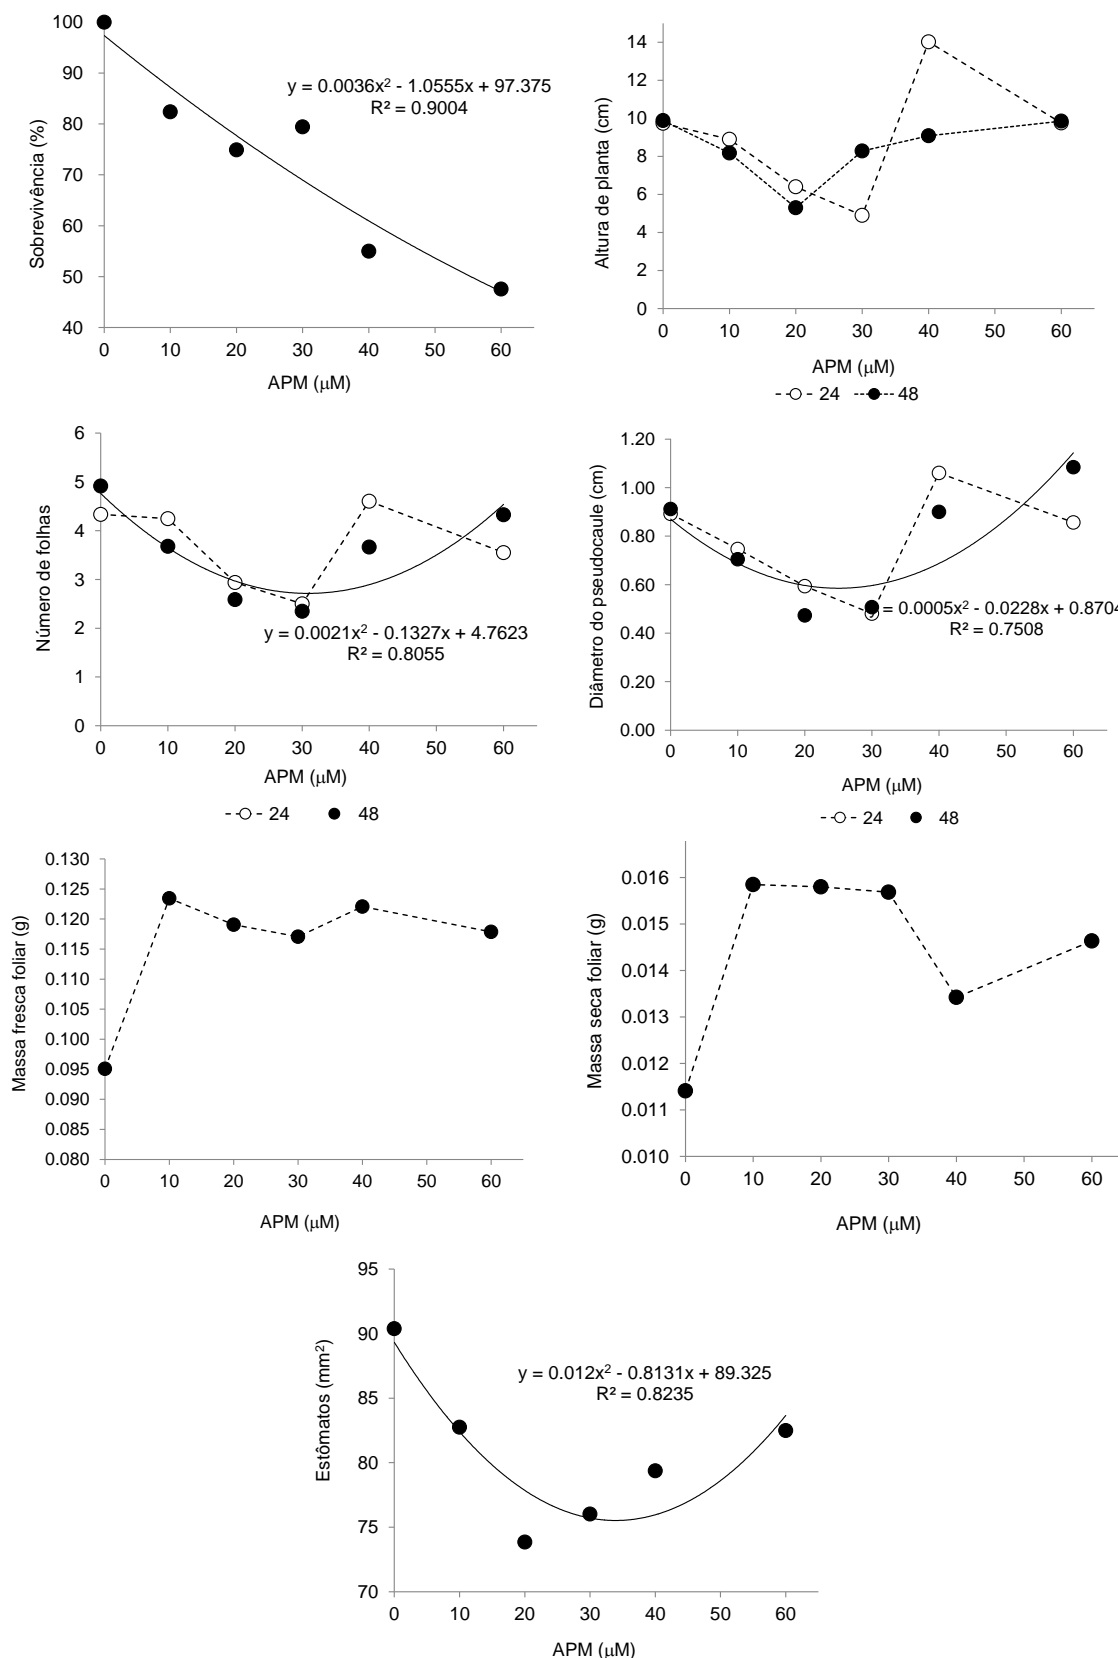 100
90
80
70
60
50
40
Sobrevivência (%)
y = 0.0036x² - 1.0555x + 97.375
R² = 0.9004
0 10 20 30 40 50 60
APM (µM)
14
12
10
8
6
4
2
0
Altura de planta (cm)
0 10 20 30 40 50 60
APM (µM)
24 48
6
5
4
3
2
1
0
Número de folhas
y = 0.0021x² - 0.1327x + 4.7623
R² = 0.8055
0 10 20 30 40 50 60
APM (µM)
24 48
1.20
1.00
0.80
0.60
0.40
0.20
0.00
Diâmetro do pseudocaule (cm)
= 0.0005x² - 0.0228x + 0.8704
R² = 0.7508
0 10 20 30 40 50 60
APM (µM)
24 48
0.130
0.125
0.120
0.115
0.110
0.105
0.100
0.095
0.090
0.085
0.080
Massa fresca foliar (g)
0 10 20 30 40 50 60
APM (µM)
0.016
0.015
0.014
0.013
0.012
0.011
0.010
Massa seca foliar (g)
0 10 20 30 40 50 60
APM (µM)
95
90
85
80
75
70
Estômatos (mm²)
y = 0.012x² - 0.8131x + 89.325
R² = 0.8235
0 10 20 30 40 50 60
APM (µM)